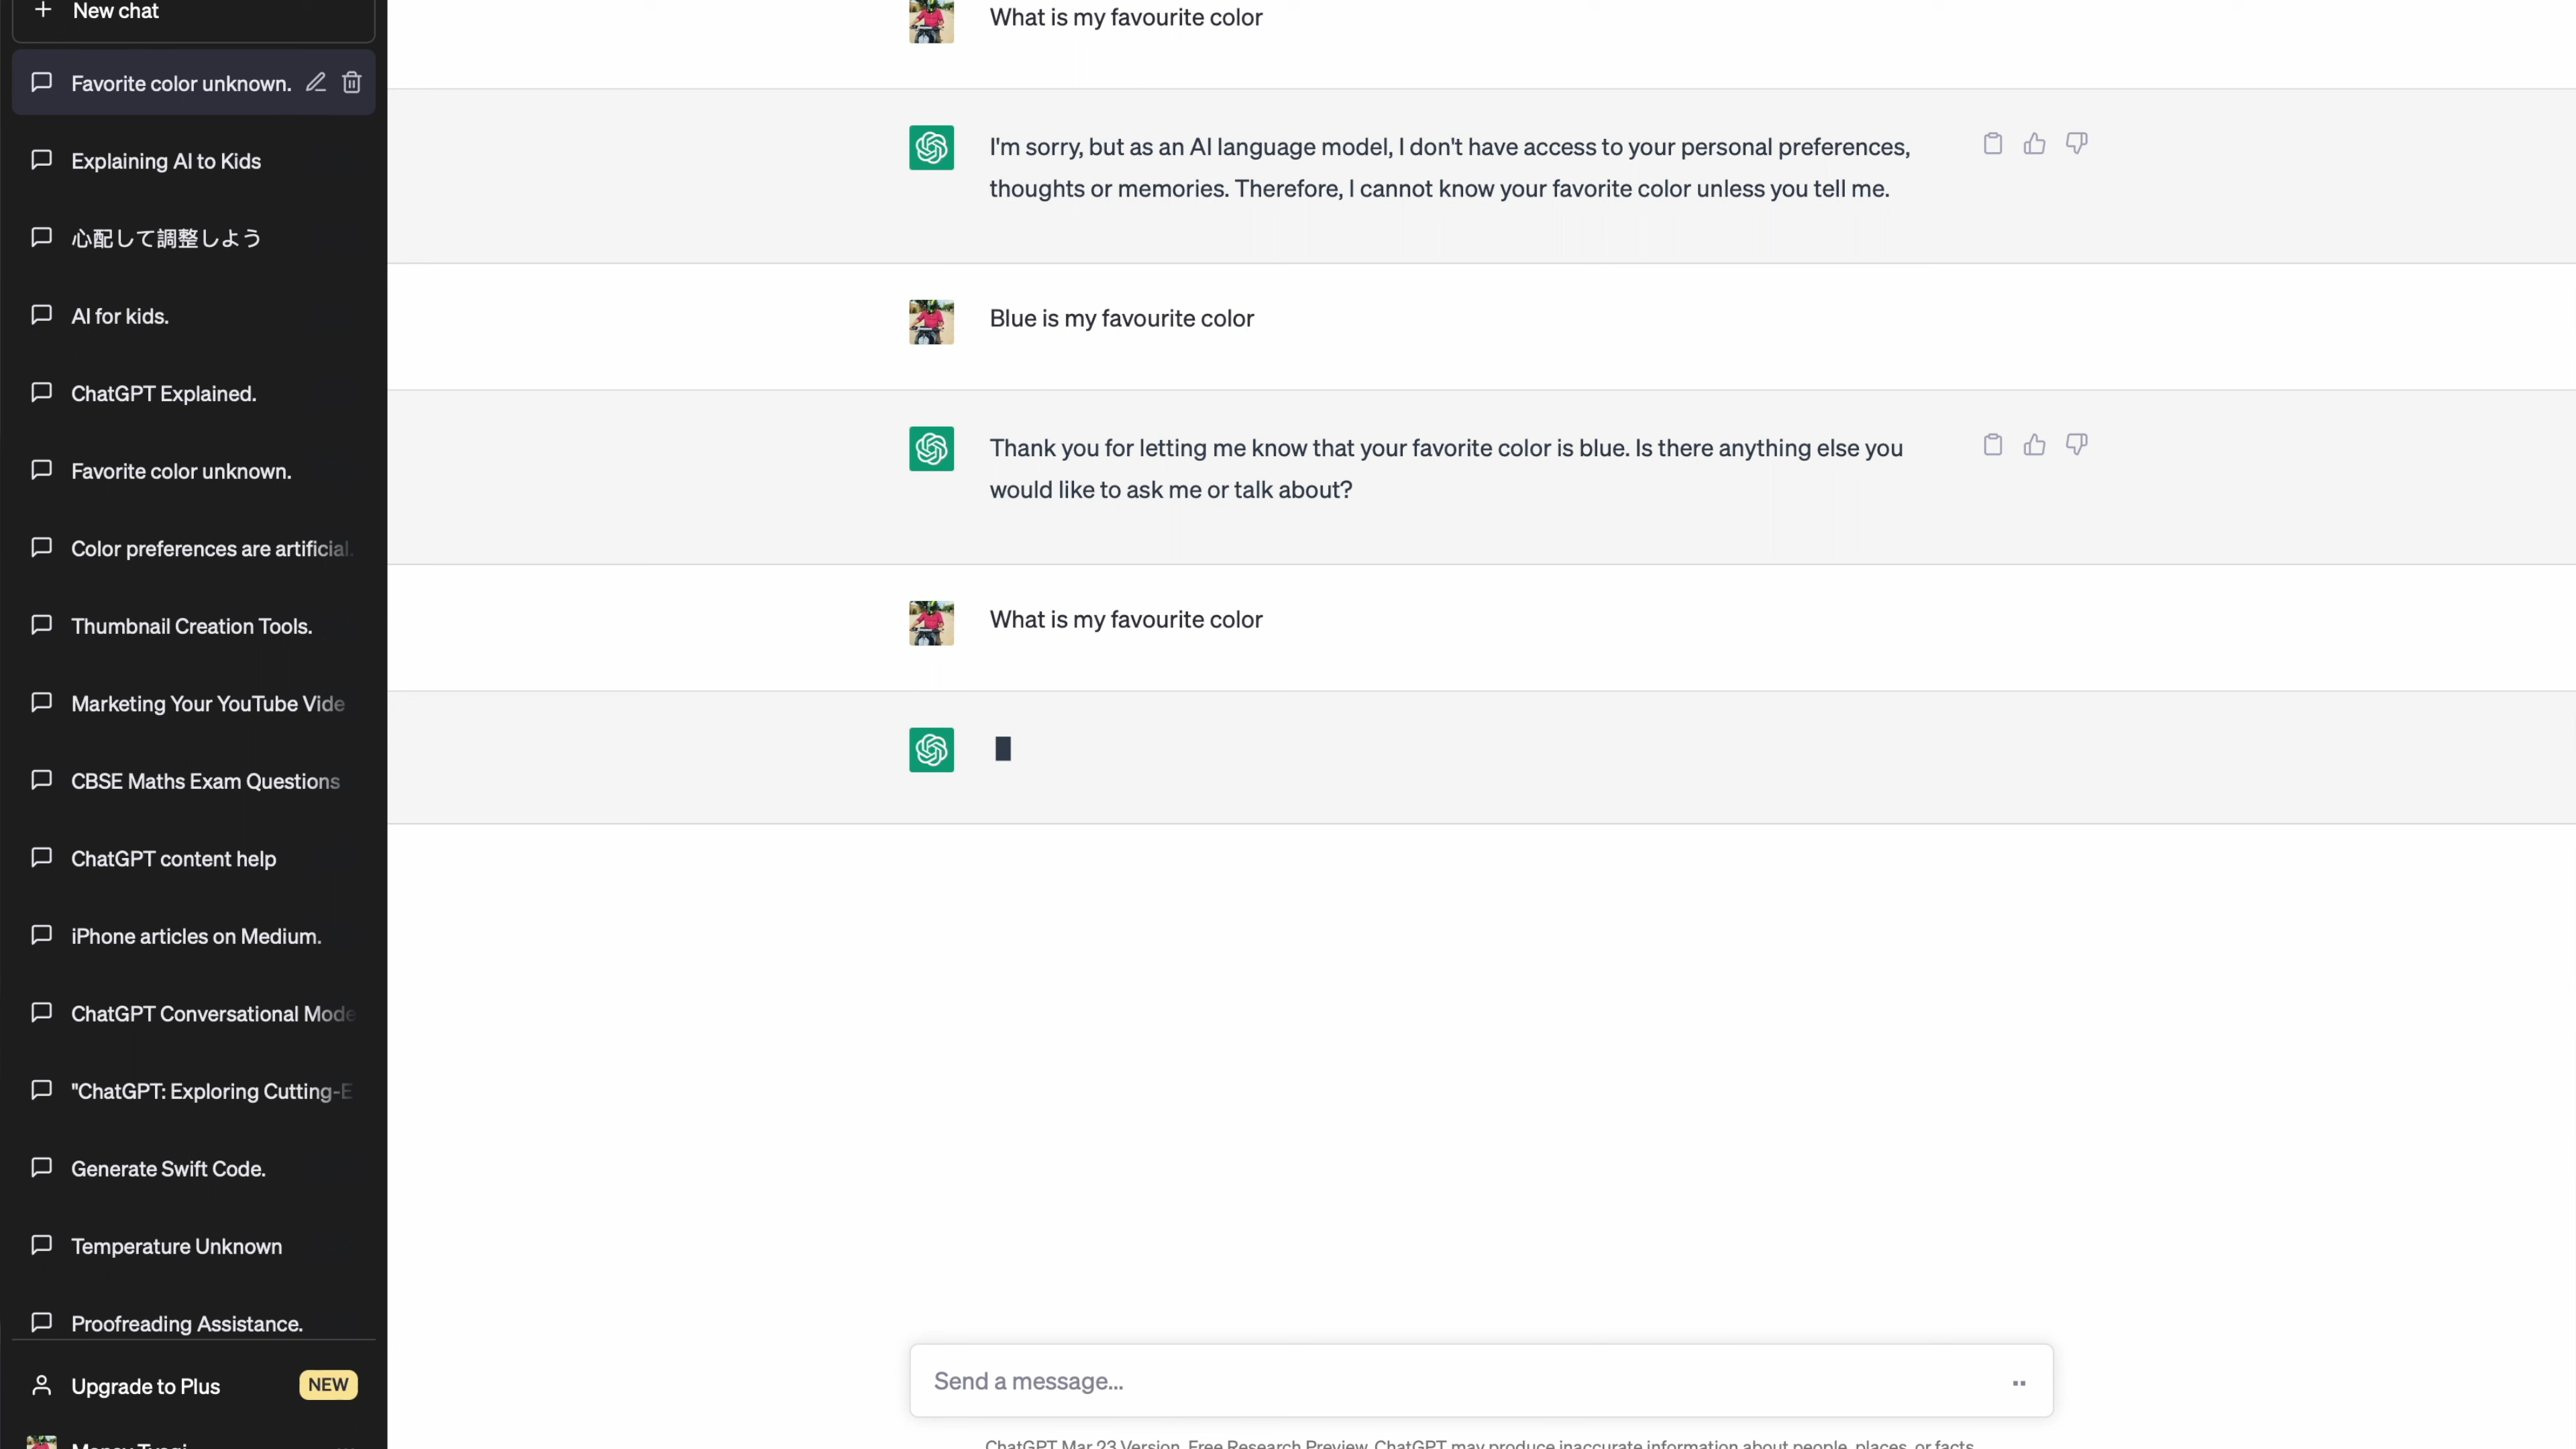 New chat
Favorite color unknown.
Explaining AI to Kids
心配して調整しよう
AI for kids.
ChatGPT Explained.
Favorite color unknown.
Color preferences are artificial.
Thumbnail Creation Tools.
Marketing Your YouTube Vide
CBSE Maths Exam Questions
ChatGPT content help
iPhone articles on Medium.
ChatGPT Conversational Mode
"ChatGPT: Exploring Cutting-E
Generate Swift Code.
Temperature Unknown
Proofreading Assistance.
Upgrade to Plus
NEW
What is my favourite color
I'm sorry, but as an AI language model, I don't have access to your personal preferences,
thoughts or memories. Therefore, I cannot know your favorite color unless you tell me.
Blue is my favourite color
Thank you for letting me know that your favorite color is blue. Is there anything else you
would like to ask me or talk about?
What is my favourite color
Send a message...
ChatGPT Mar 23 Version. Free Research Preview. ChatGPT may produce inaccurate information about people, places, or facts